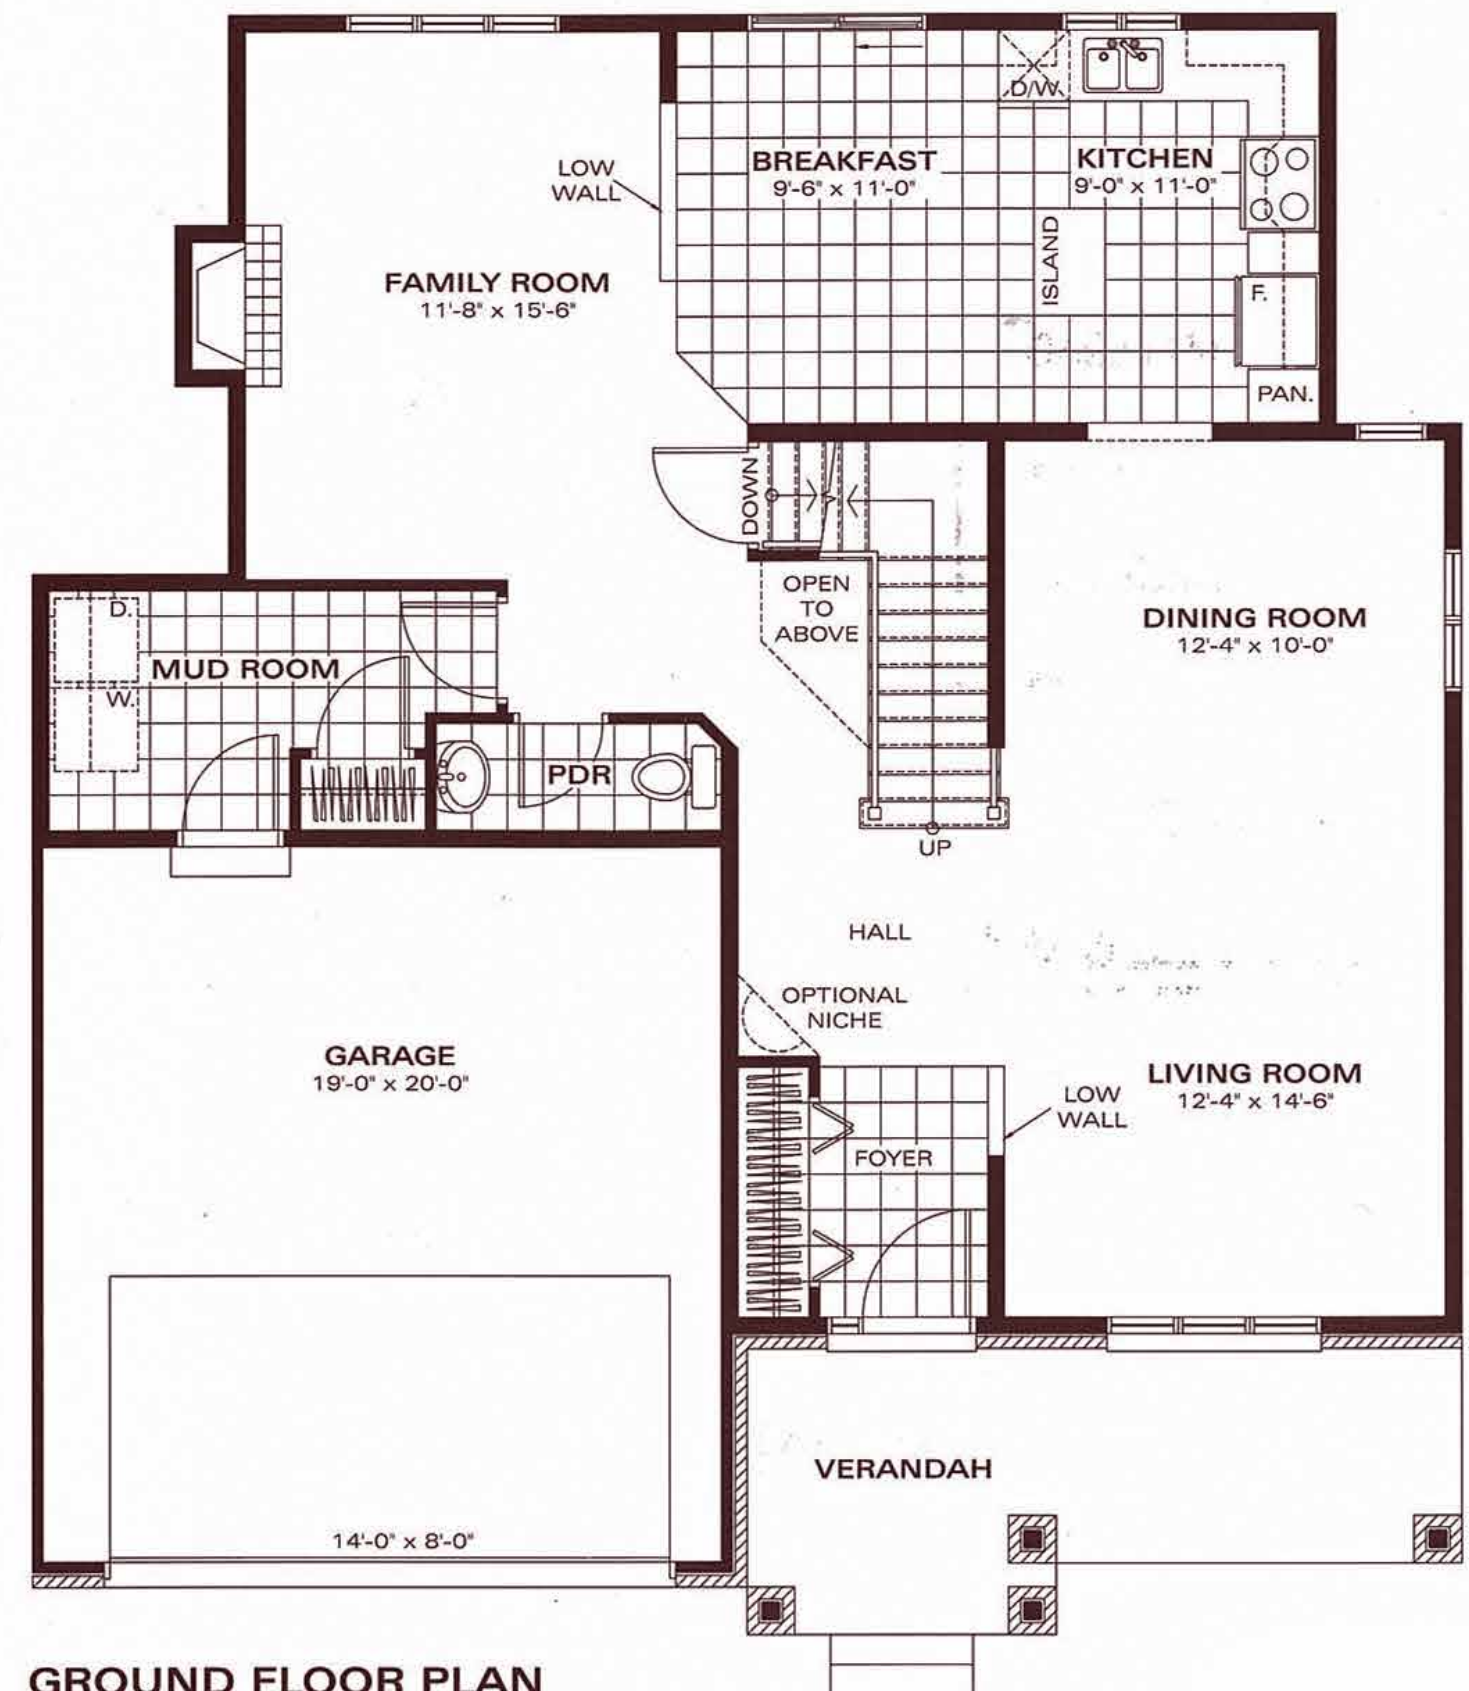 D/W
LOW
WALL
BREAKFAST
9'-6" x 11'-0"
KITCHEN
9'-0" x 11'-0"
ISLAND
F.
PAN.
FAMILY ROOM
11'-8" x 15'-6"
DOWN
OPEN
TO
ABOVE
DINING ROOM
12'-4" x 10'-0"
D.
MUD ROOM
W.
PDR
UP
HALL
OPTIONAL
NICHE
GARAGE
19'-0" x 20'-0"
LIVING ROOM
12'-4" x 14'-6"
LOW
WALL
FOYER
VERANDAH
14'-0" x 8'-0"
GROUND FLOOR PLAN